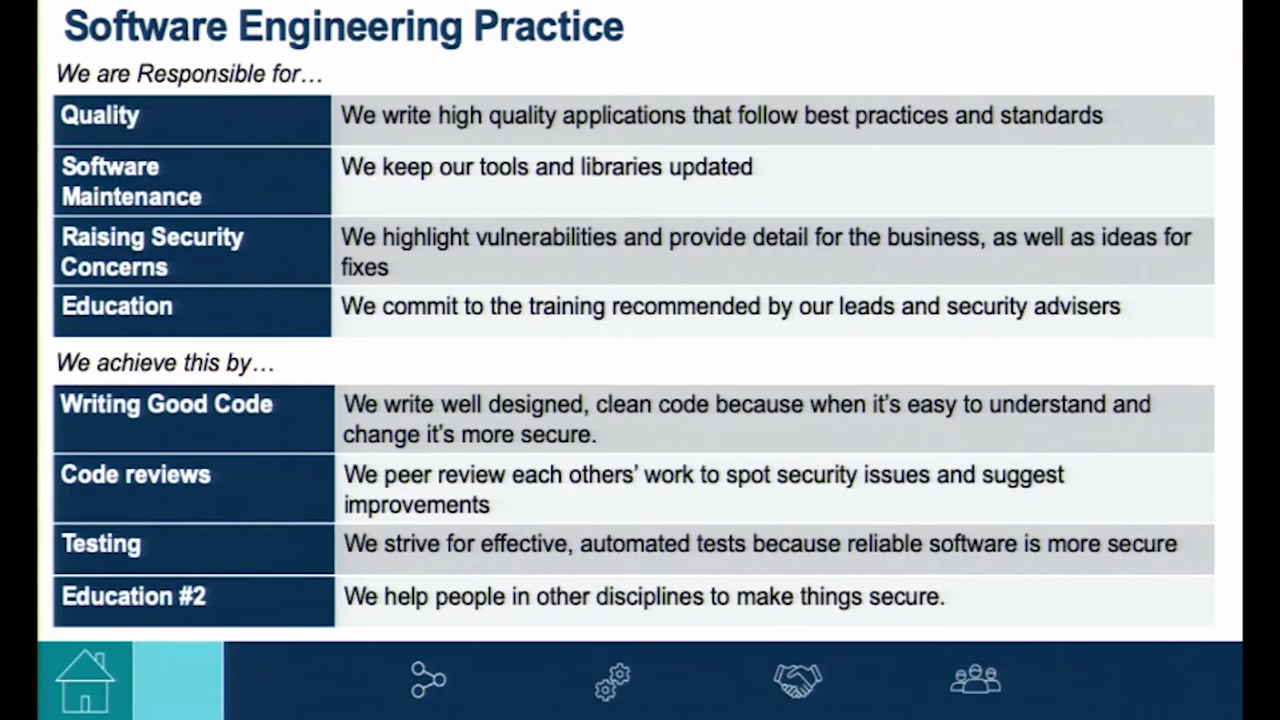 Software Engineering Practice
We are Responsible for…
Quality
We write high quality applications that follow best practices and standards
Software
Maintenance
We keep our tools and libraries updated
Raising Security
Concerns
We highlight vulnerabilities and provide detail for the business, as well as ideas for
fixes
Education
We commit to the training recommended by our leads and security advisers
We achieve this by…
Writing Good Code
We write well designed, clean code because when it's easy to understand and
change it's more secure.
Code reviews
We peer review each others' work to spot security issues and suggest
improvements
Testing
We strive for effective, automated tests because reliable software is more secure
Education #2
We help people in other disciplines to make things secure.